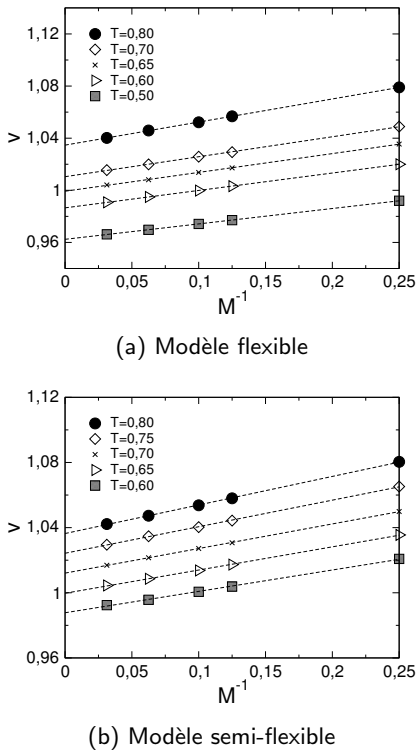 1,12
1,08
1,04
1
0,96
v
T=0,80
T=0,70
T=0,65
T=0,60
T=0,50
0 0,05 0,1 0,15 0,2 0,25
M-1
(a) Modèle flexible
1,12
1,08
1,04
1,00
0,96
v
T=0,80
T=0,75
T=0,70
T=0,65
T=0,60
0 0,05 0,1 0,15 0,2 0,25
M-1
(b) Modèle semi-flexible